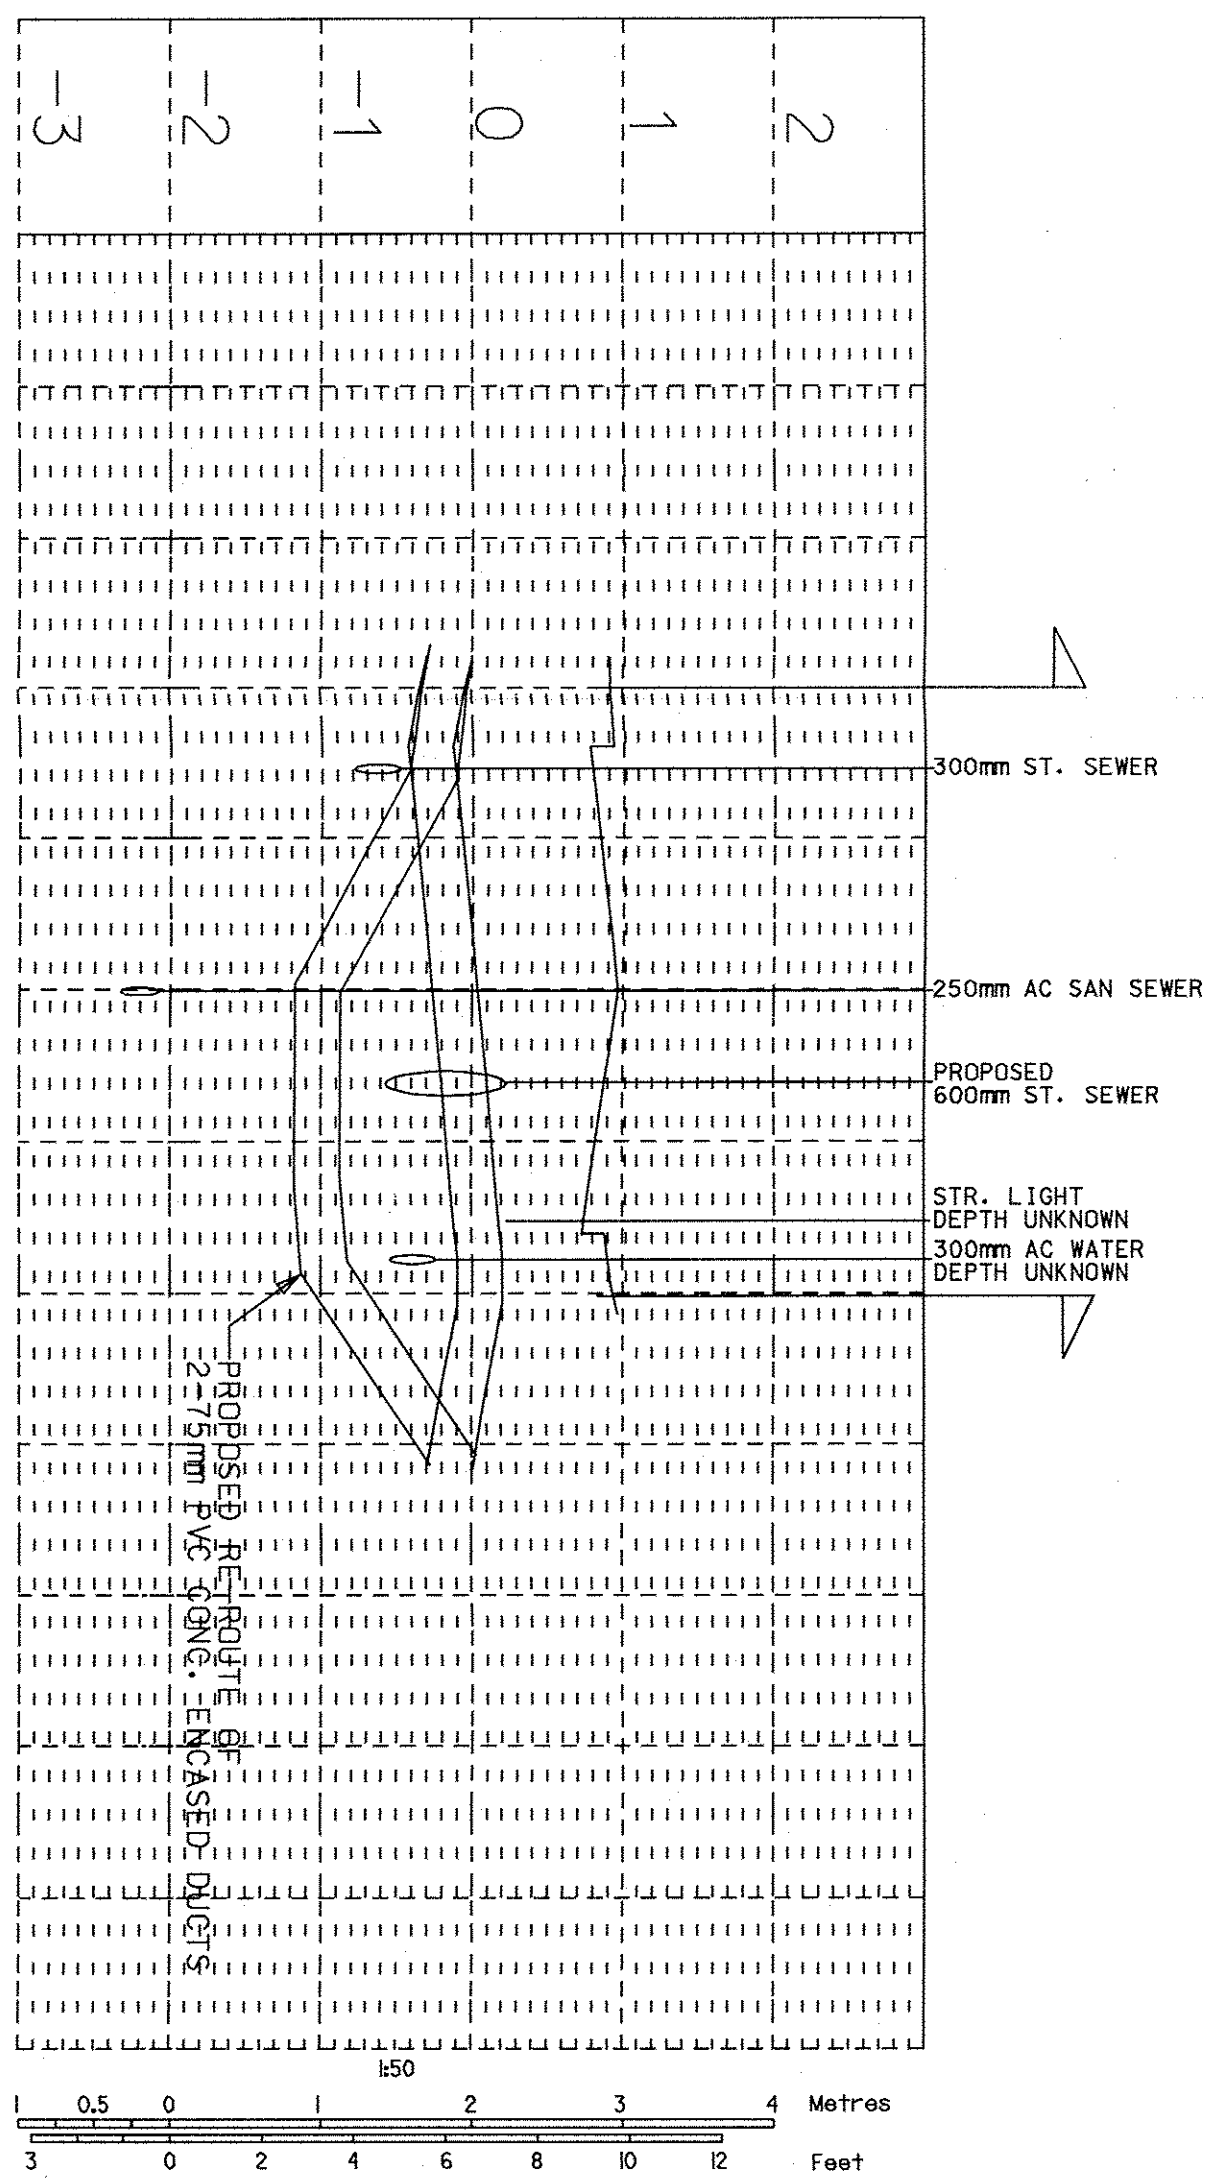 -3
-2
-1
0
1
2
300mm ST. SEWER
250mm AC SAN SEWER
PROPOSED
600mm ST. SEWER
STR. LIGHT
DEPTH UNKNOWN
300mm AC WATER
DEPTH UNKNOWN
PROPOSED RE-ROUTE OF
2-75mm PVC CONC. ENCASED DUCTS
1:50
1 0.5 0 1 2 3 4 Metres
3 0 2 4 6 8 10 12 Feet